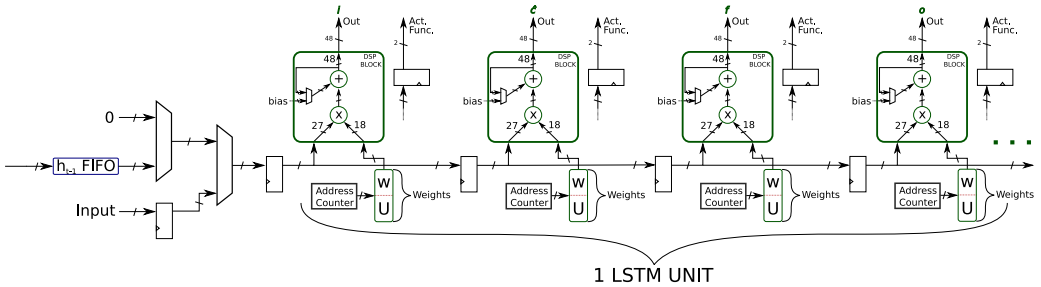 i ĉ f o
Out Act. Func. Out Act. Func. Out Act. Func. Out Act. Func.
48 2 48 2 48 2 48 2
48 DSP BLOCK 48 DSP BLOCK 48 DSP BLOCK 48 DSP BLOCK
+ + + +
bias bias bias bias
x x x x
0 27 18 27 18 27 18 27 18
....
h t-1 FIFO
Address Counter W U Weights Address Counter W U Weights Address Counter W U Weights Address Counter W U Weights
Input
1 LSTM UNIT